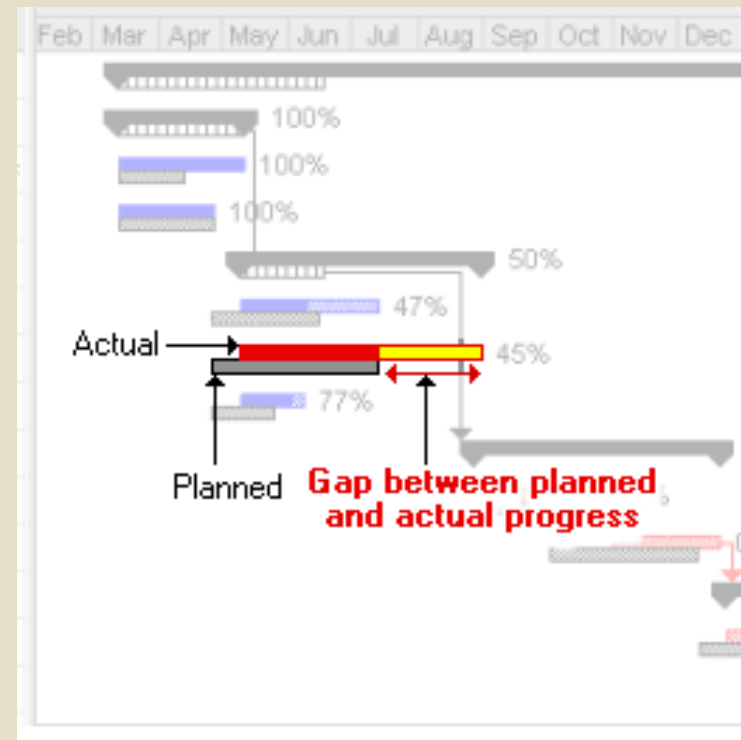 Feb Mar Apr May Jun Jul Aug Sep Oct Nov Dec
100%
100%
100%
50%
47%
Actual
45%
77%
Planned
Gap between planned
and actual progress